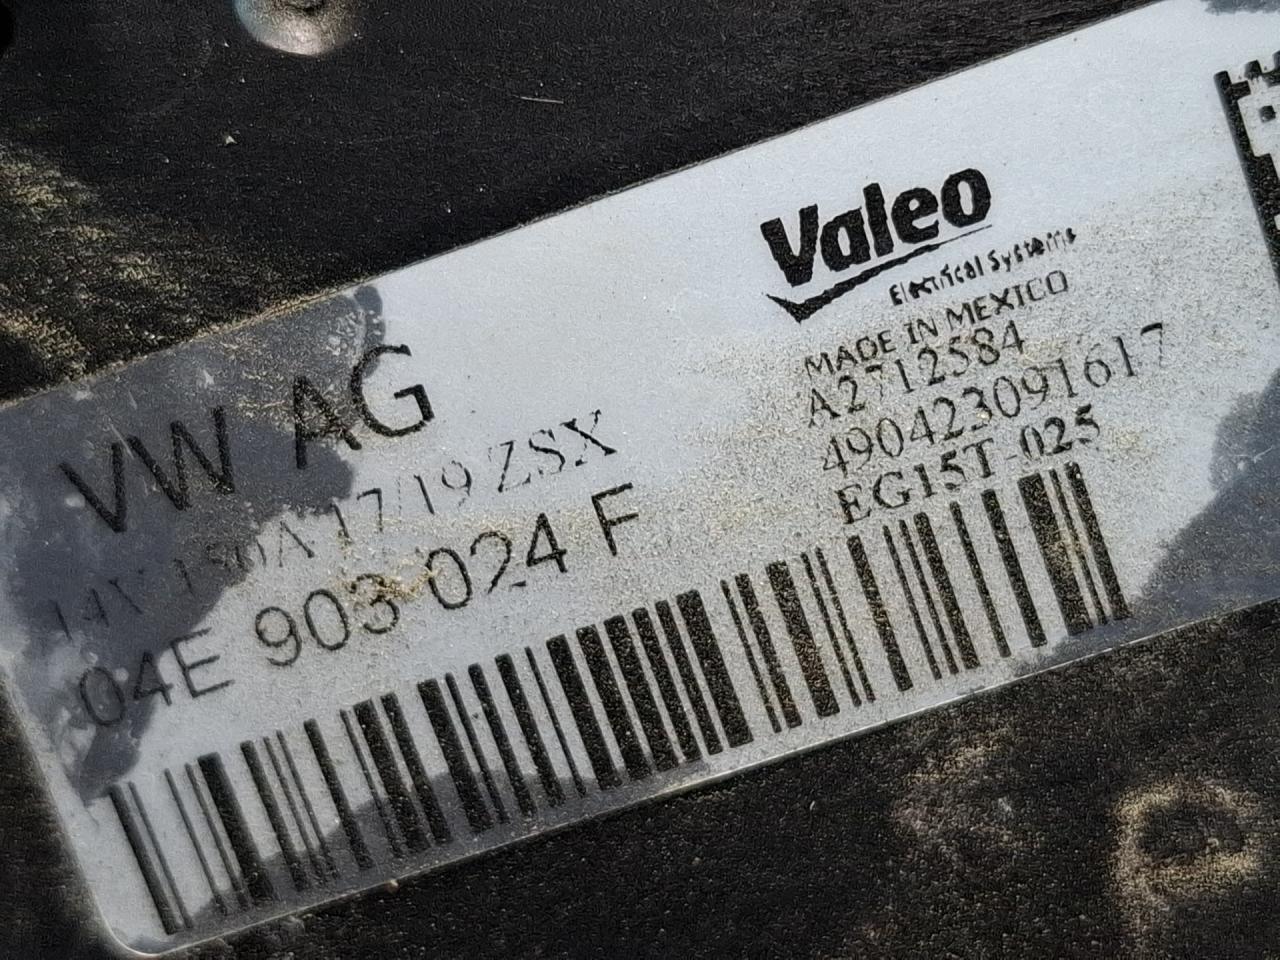 Valeo
Electrical Systems
MADE IN MEXICO
A2712584
490423091617
EG15T-025
VW AG
14V 150A 17/19 ZSX
04E 903 024 F